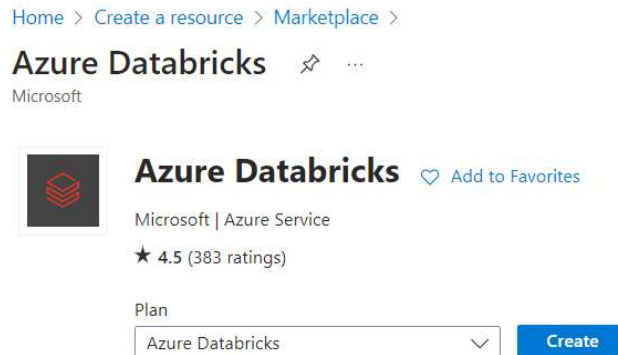 Home > Create a resource > Marketplace >
Azure Databricks ...
Microsoft
Azure Databricks Add to Favorites
Microsoft | Azure Service
★ 4.5 (383 ratings)
Plan
Azure Databricks Create